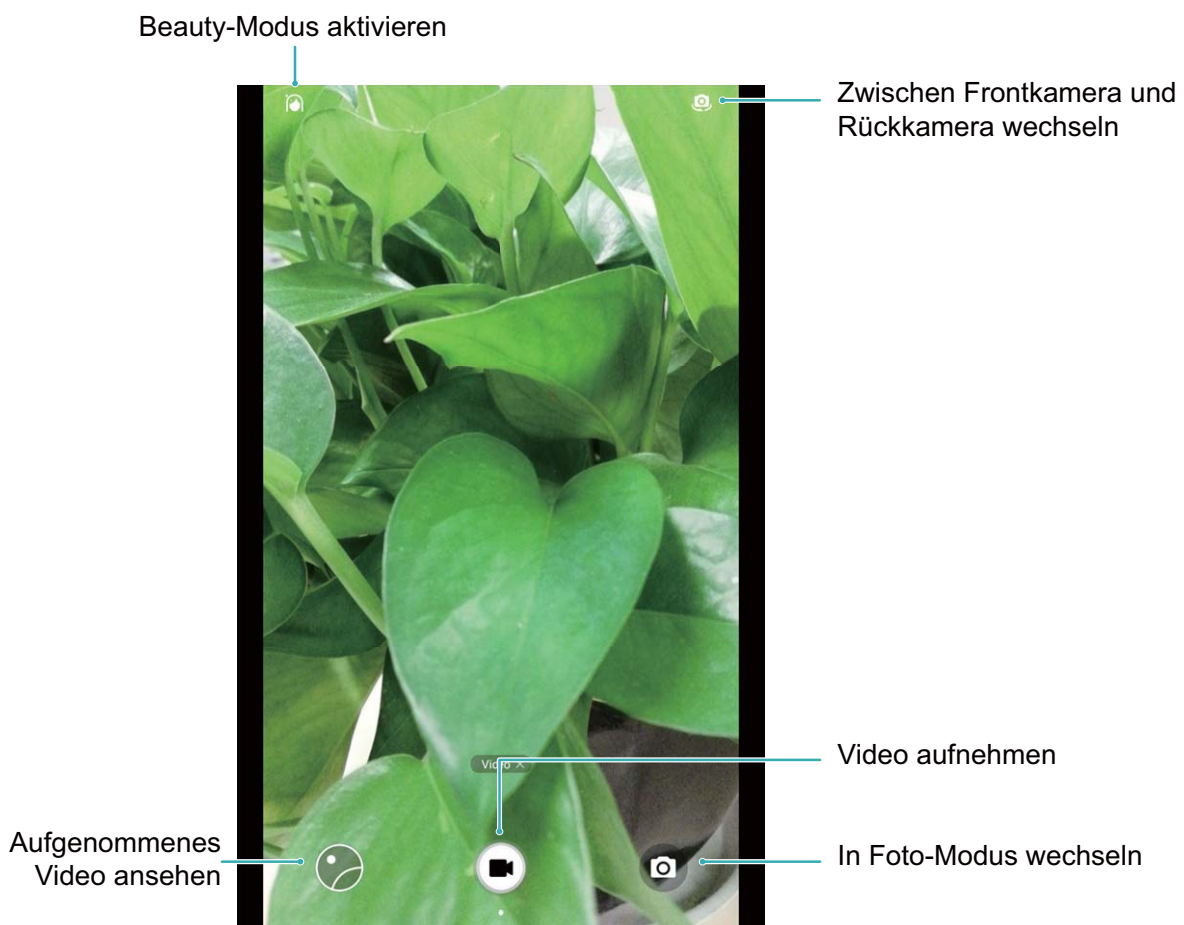 Beauty-Modus aktivieren
Zwischen Frontkamera und
Rückkamera wechseln
Video ×
Video aufnehmen
Aufgenommenes
Video ansehen
In Foto-Modus wechseln